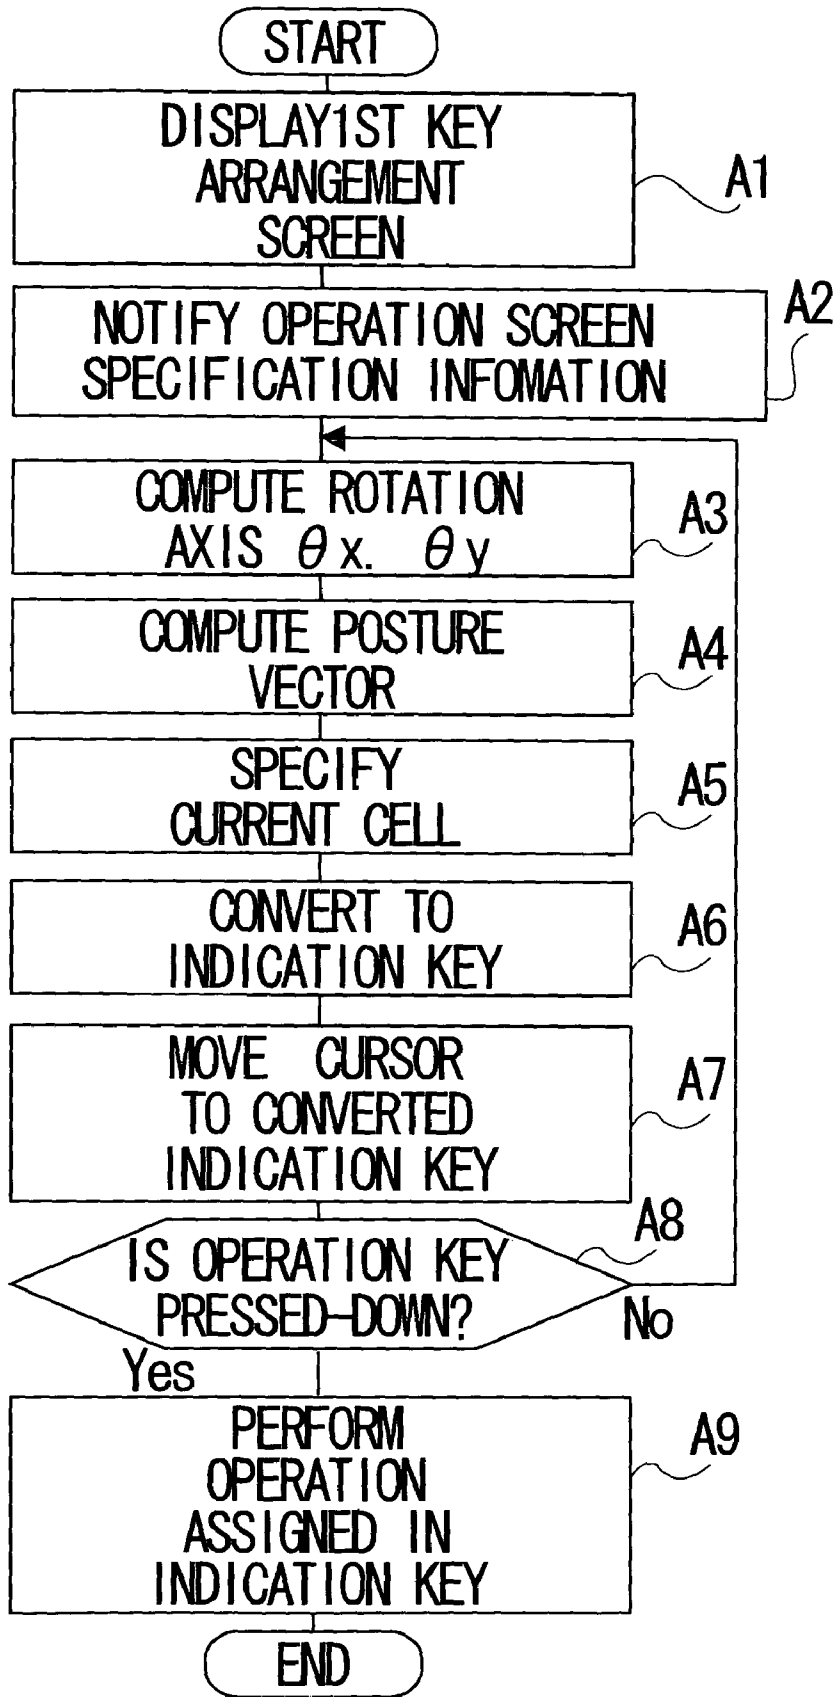 START
DISPLAY1ST KEY
ARRANGEMENT
SCREEN
A1
NOTIFY OPERATION SCREEN
SPECIFICATION INFOMATION
A2
COMPUTE ROTATION
AXIS θx. θy
A3
COMPUTE POSTURE
VECTOR
A4
SPECIFY
CURRENT CELL
A5
CONVERT TO
INDICATION KEY
A6
MOVE CURSOR
TO CONVERTED
INDICATION KEY
A7
IS OPERATION KEY
PRESSED-DOWN?
A8
No
Yes
PERFORM
OPERATION
ASSIGNED IN
INDICATION KEY
A9
END